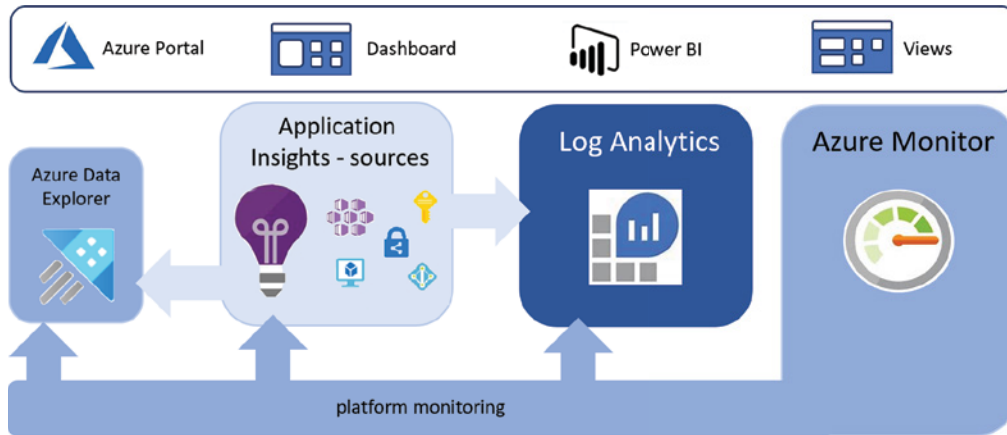 Azure Portal
Dashboard
Power BI
Views
Azure Data
Explorer
Application
Insights - sources
Log Analytics
Azure Monitor
platform monitoring